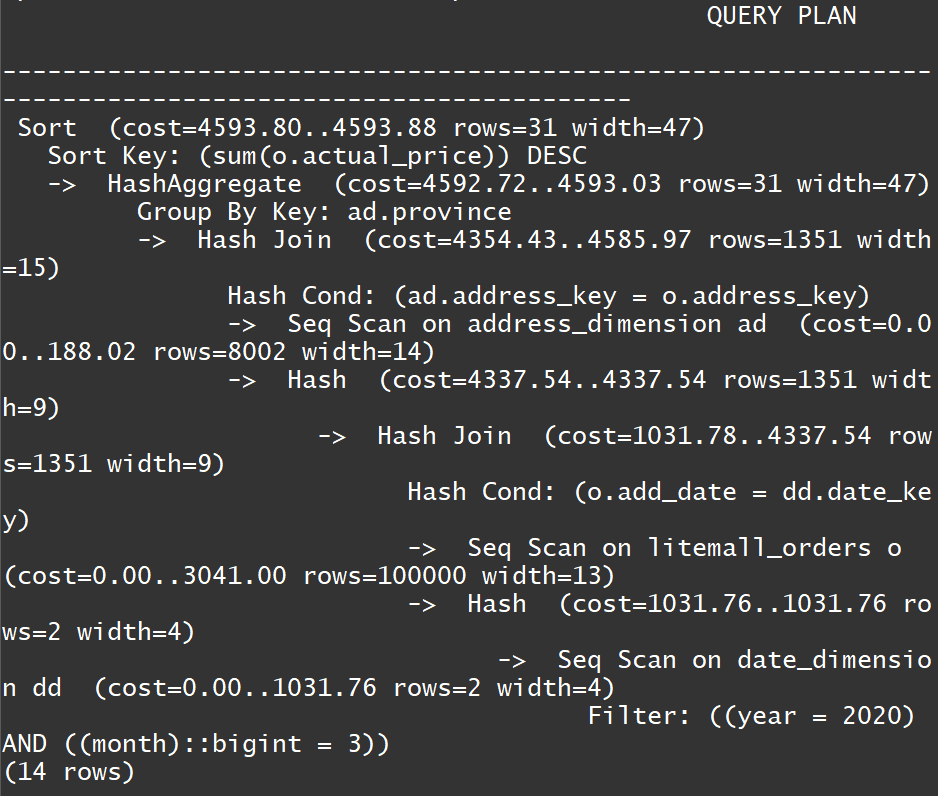 QUERY PLAN
--------------------------------------------------------------
------------------------------------------
Sort  (cost=4593.80..4593.88 rows=31 width=47)
Sort Key: (sum(o.actual_price)) DESC
->  HashAggregate  (cost=4592.72..4593.03 rows=31 width=47)
Group By Key: ad.province
->  Hash Join  (cost=4354.43..4585.97 rows=1351 width
=15)
Hash Cond: (ad.address_key = o.address_key)
->  Seq Scan on address_dimension ad  (cost=0.0
0..188.02 rows=8002 width=14)
->  Hash  (cost=4337.54..4337.54 rows=1351 widt
h=9)
->  Hash Join  (cost=1031.78..4337.54 row
s=1351 width=9)
Hash Cond: (o.add_date = dd.date_ke
y)
->  Seq Scan on litemall_orders o
(cost=0.00..3041.00 rows=100000 width=13)
->  Hash  (cost=1031.76..1031.76 ro
ws=2 width=4)
->  Seq Scan on date_dimensio
n dd  (cost=0.00..1031.76 rows=2 width=4)
Filter: ((year = 2020)
AND ((month)::bigint = 3))
(14 rows)